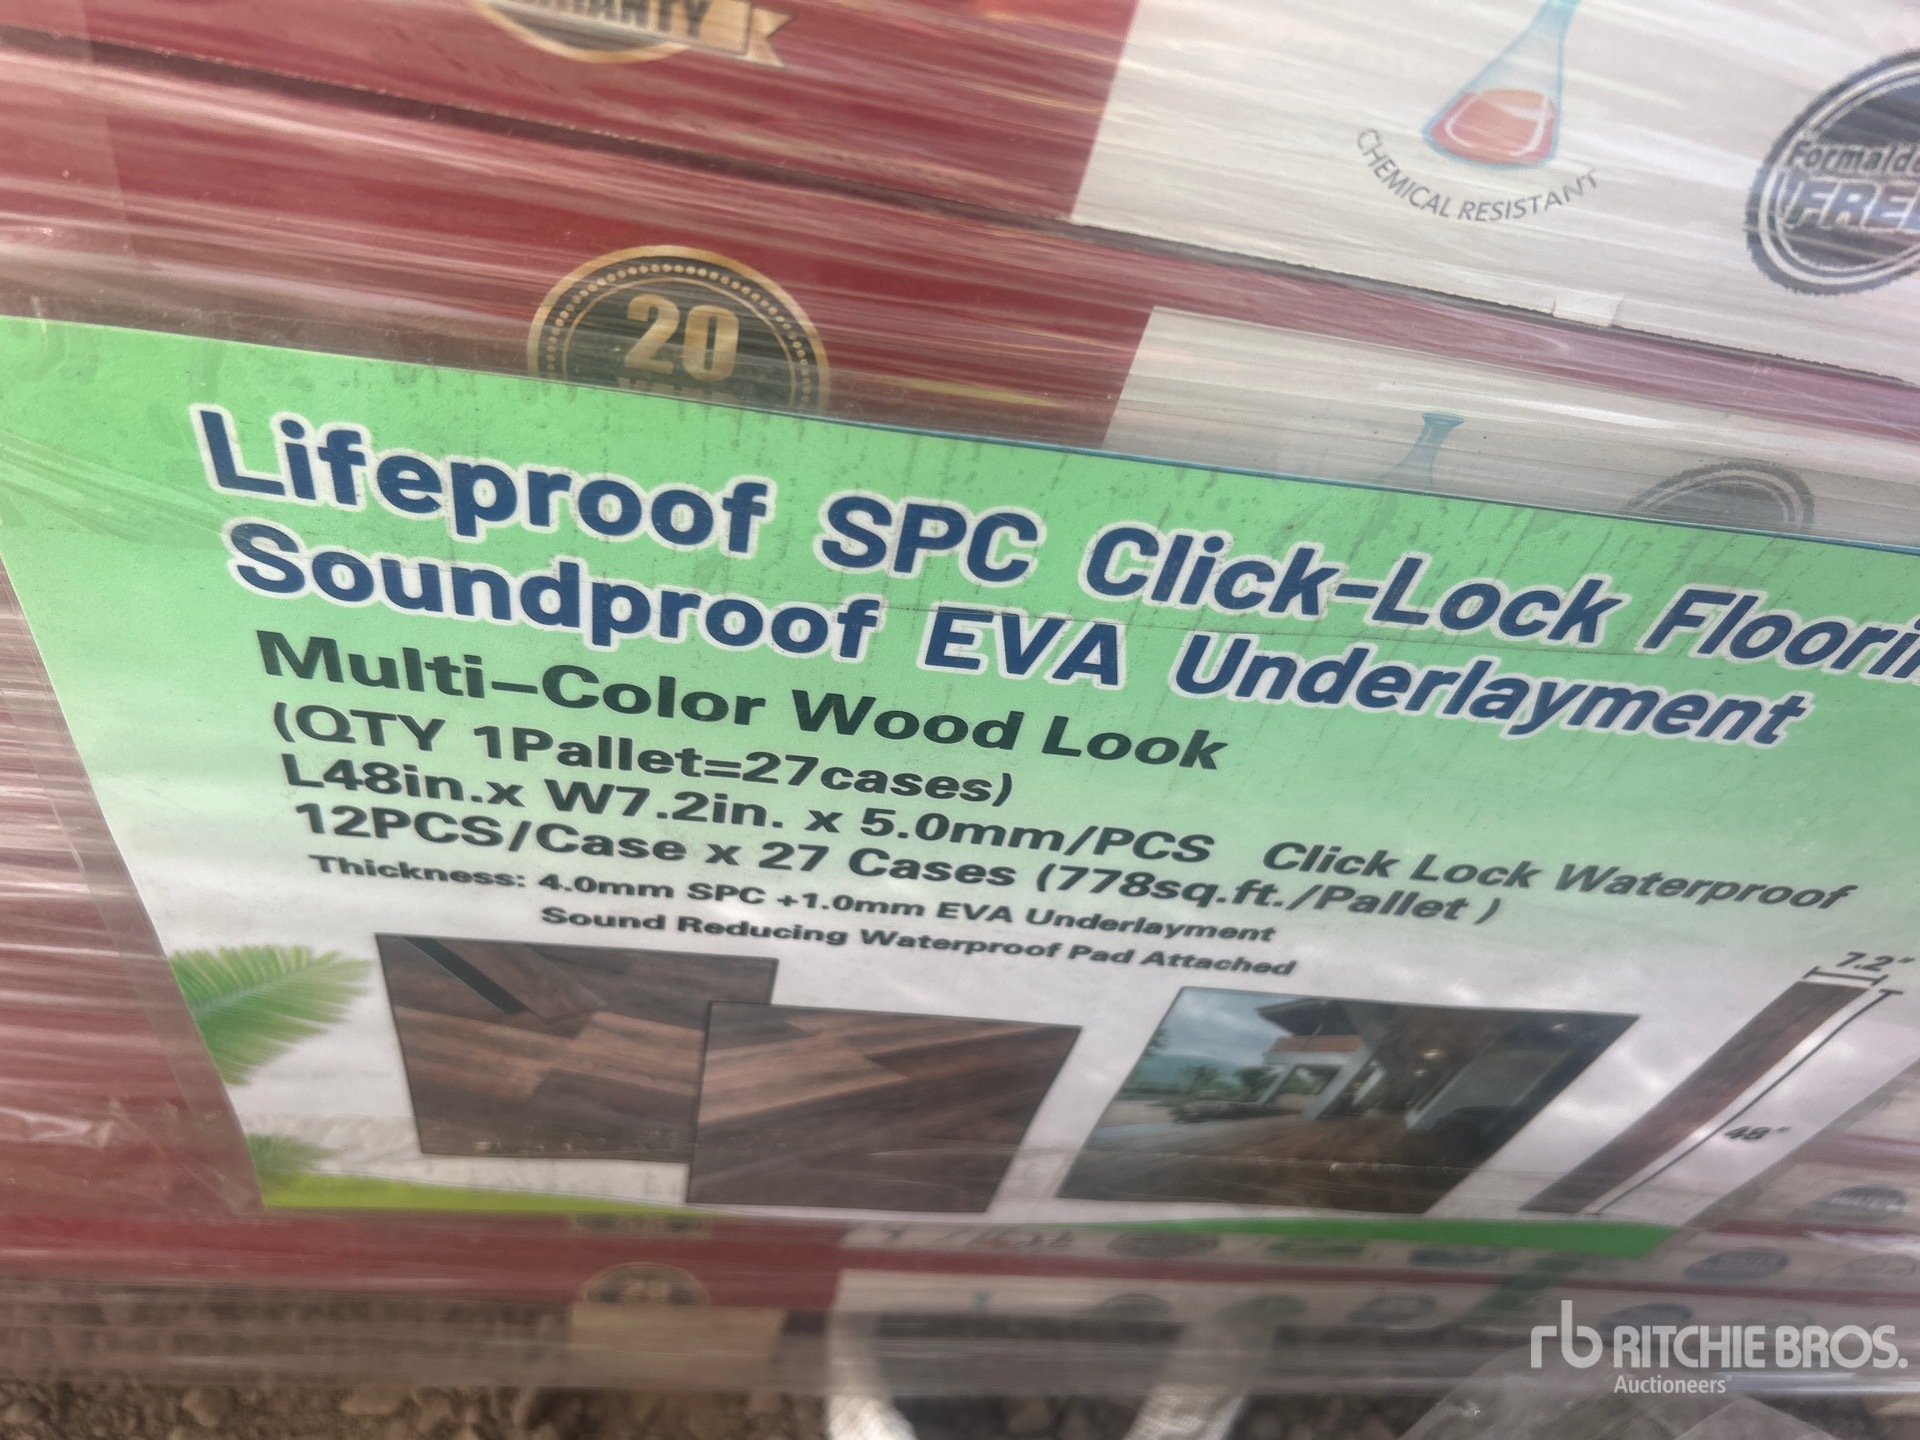 WARRANTY
CHEMICAL RESISTANT
FREE
20
Lifeproof SPC Click-Lock
Soundproof EVA Underlayment
Multi-Color Wood Look
(QTY 1Pallet=27cases)
L48in.x W7.2in. x 5.0mm/PCS Click Lock Waterproof
12PCS/Case x 27 Cases (778sq.ft./Pallet )
Thickness: 4.0mm SPC +1.0mm EVA Underlayment
Sound Reducing Waterproof Pad Attached
7.2"
48"
20
rb RITCHIE BROS.
Auctioneers